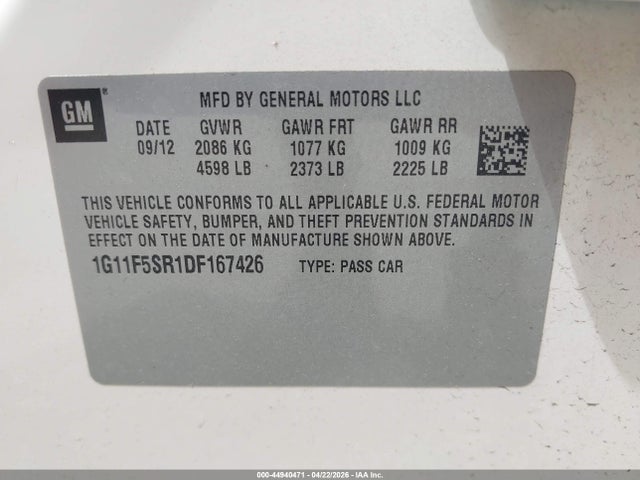 GM
MFD BY GENERAL MOTORS LLC
DATE GVWR GAWR FRT GAWR RR
09/12 2086 KG 1077 KG 1009 KG
4598 LB 2373 LB 2225 LB
THIS VEHICLE CONFORMS TO ALL APPLICABLE U.S. FEDERAL MOTOR
VEHICLE SAFETY, BUMPER, AND THEFT PREVENTION STANDARDS IN
EFFECT ON THE DATE OF MANUFACTURE SHOWN ABOVE.
1G11F5SR1DF167426 TYPE: PASS CAR
000-44940471 - 04/22/2026 - IAA Inc.